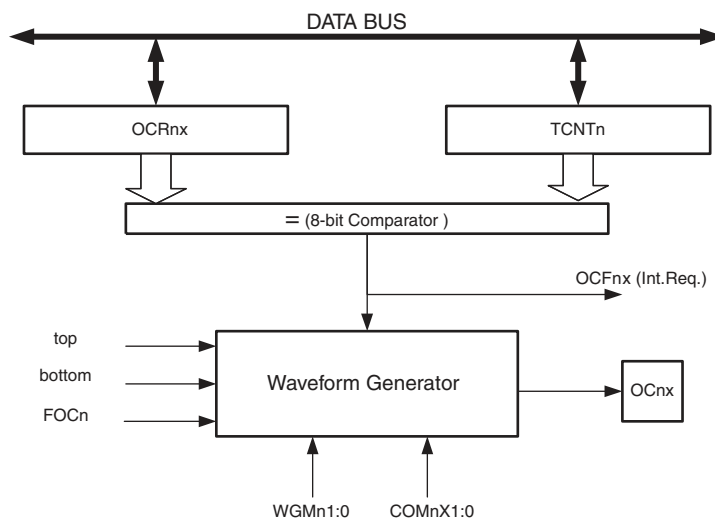 DATA BUS
OCRnx
TCNTn
= (8-bit Comparator )
OCFnx (Int.Req.)
top
bottom
FOCn
Waveform Generator
OCnx
WGMn1:0
COMnX1:0